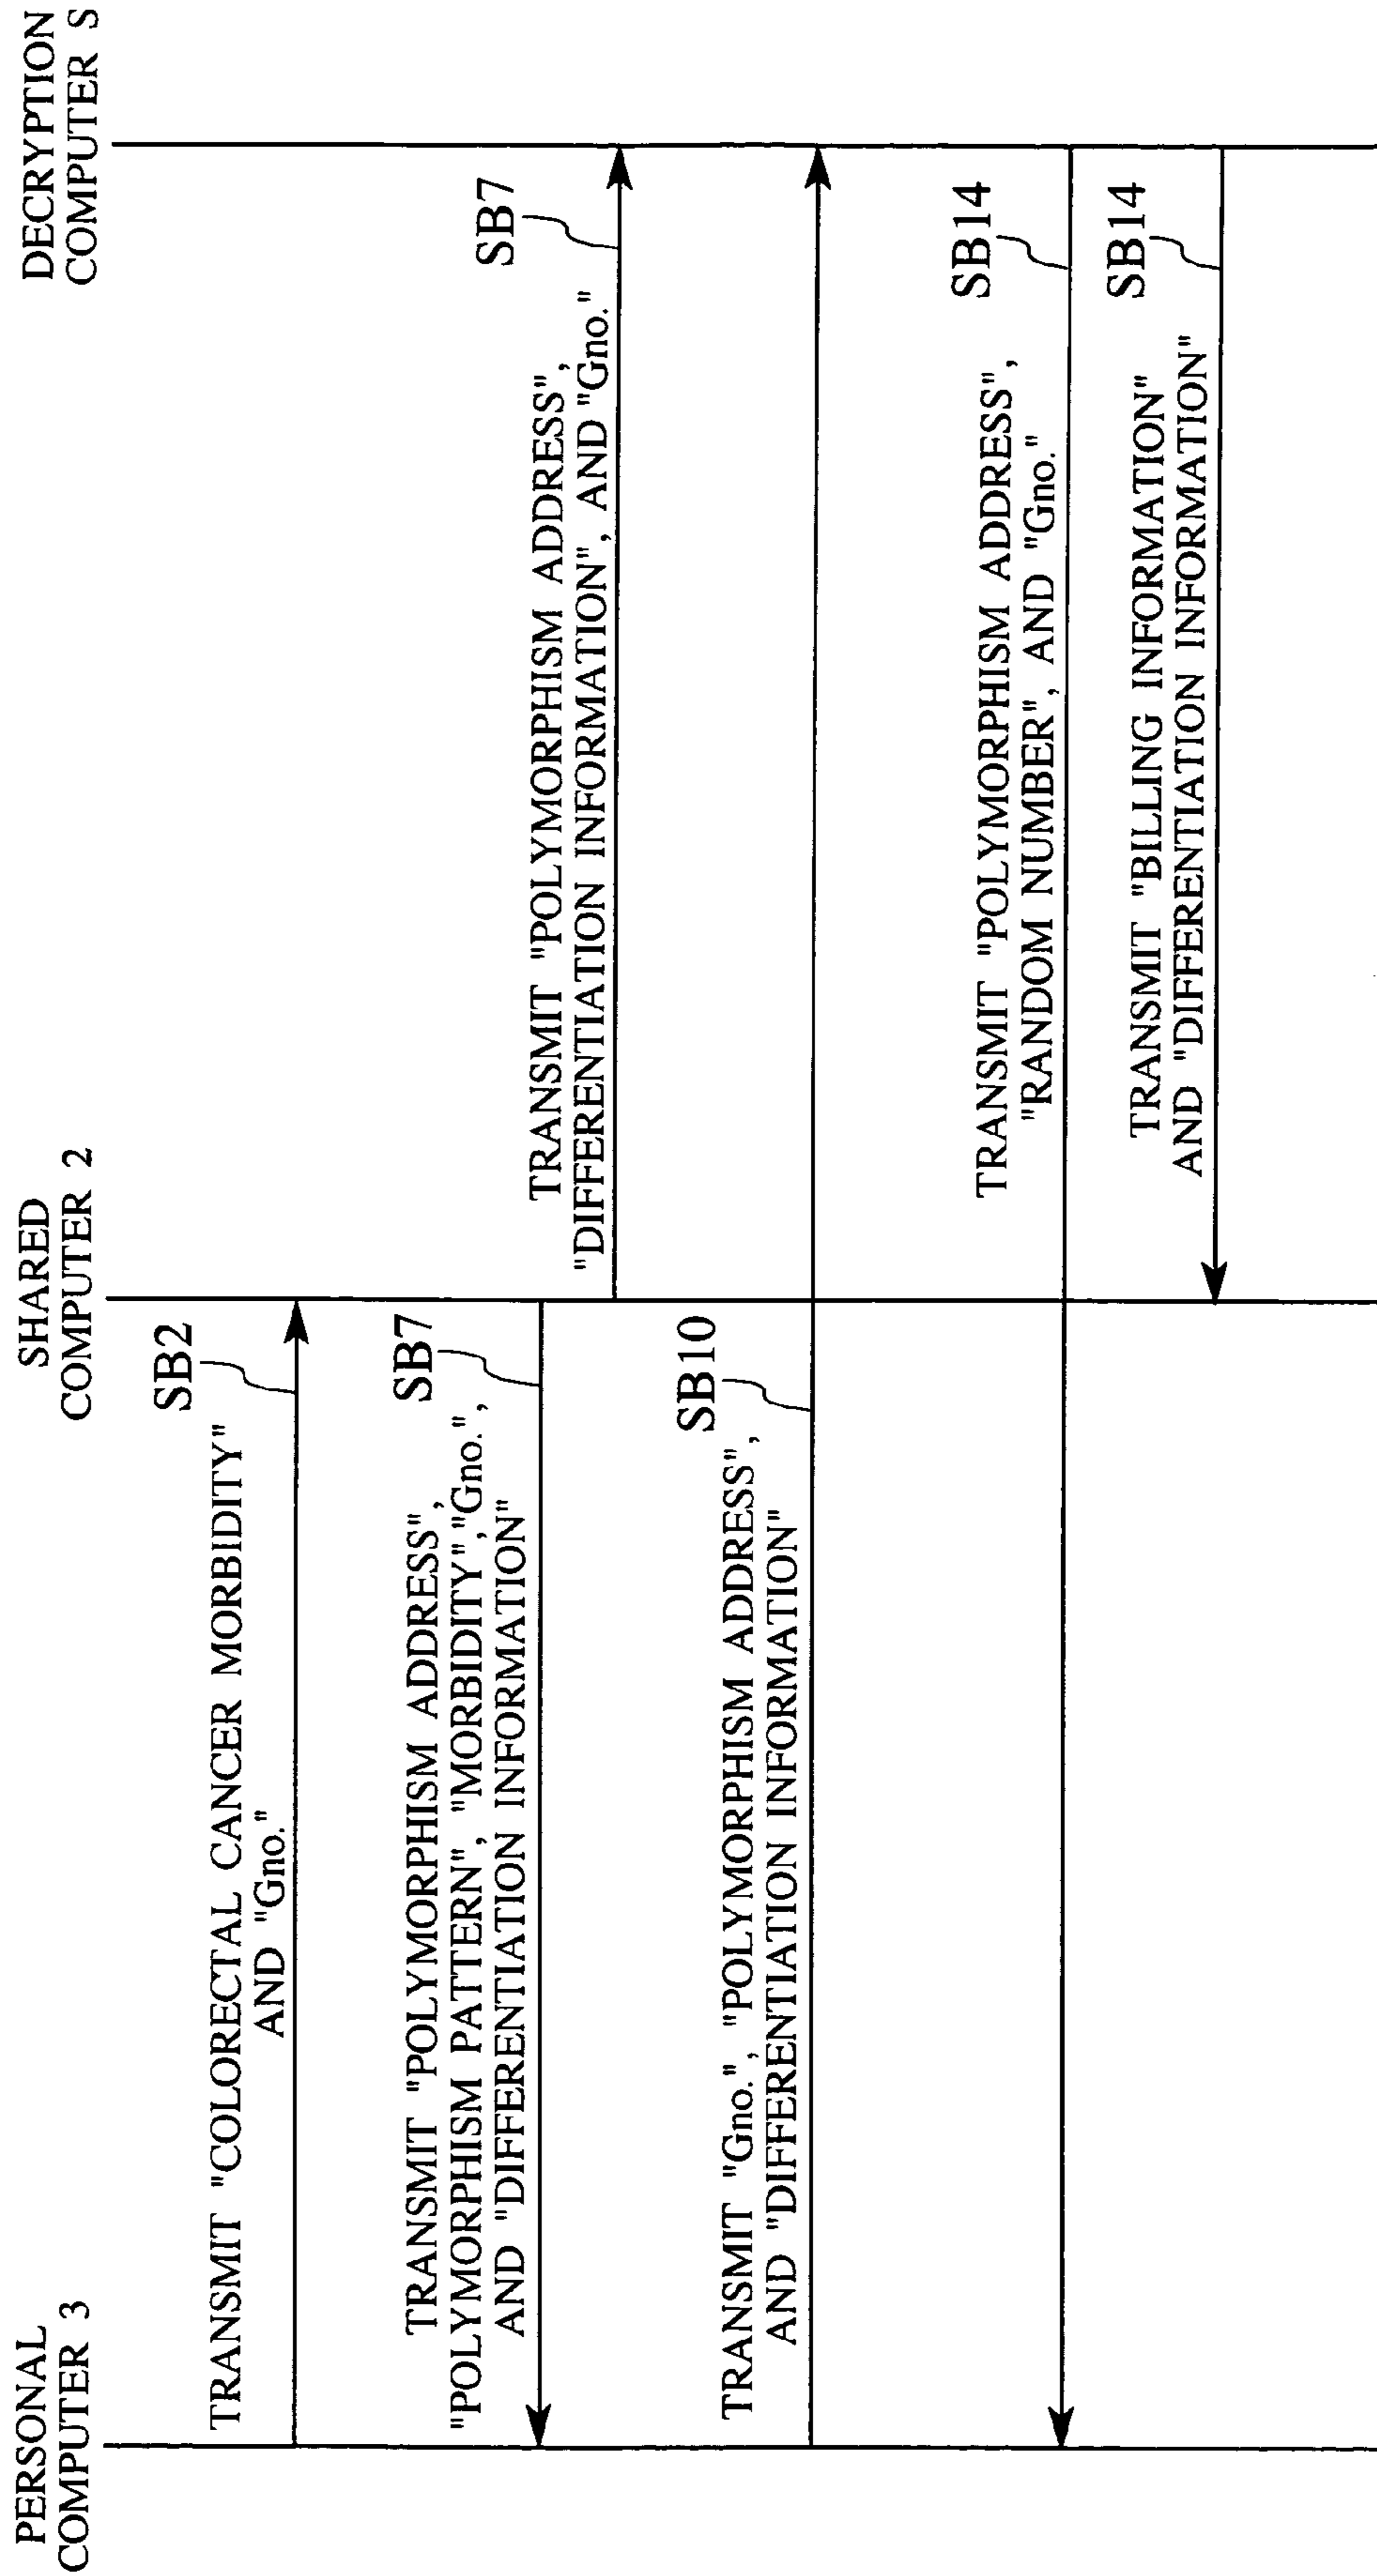 PERSONAL
COMPUTER 3
SHARED
COMPUTER 2
DECRYPTION
COMPUTER S
SB2
TRANSMIT "COLORECTAL CANCER MORBIDITY"
AND "Gno."
SB7
TRANSMIT "POLYMORPHISM ADDRESS",
"POLYMORPHISM PATTERN", "MORBIDITY","Gno.",
AND "DIFFERENTIATION INFORMATION"
SB7
TRANSMIT "POLYMORPHISM ADDRESS",
"DIFFERENTIATION INFORMATION", AND "Gno."
SB10
TRANSMIT "Gno.", "POLYMORPHISM ADDRESS",
AND "DIFFERENTIATION INFORMATION"
SB14
TRANSMIT "POLYMORPHISM ADDRESS",
"RANDOM NUMBER", AND "Gno."
SB14
TRANSMIT "BILLING INFORMATION"
AND "DIFFERENTIATION INFORMATION"